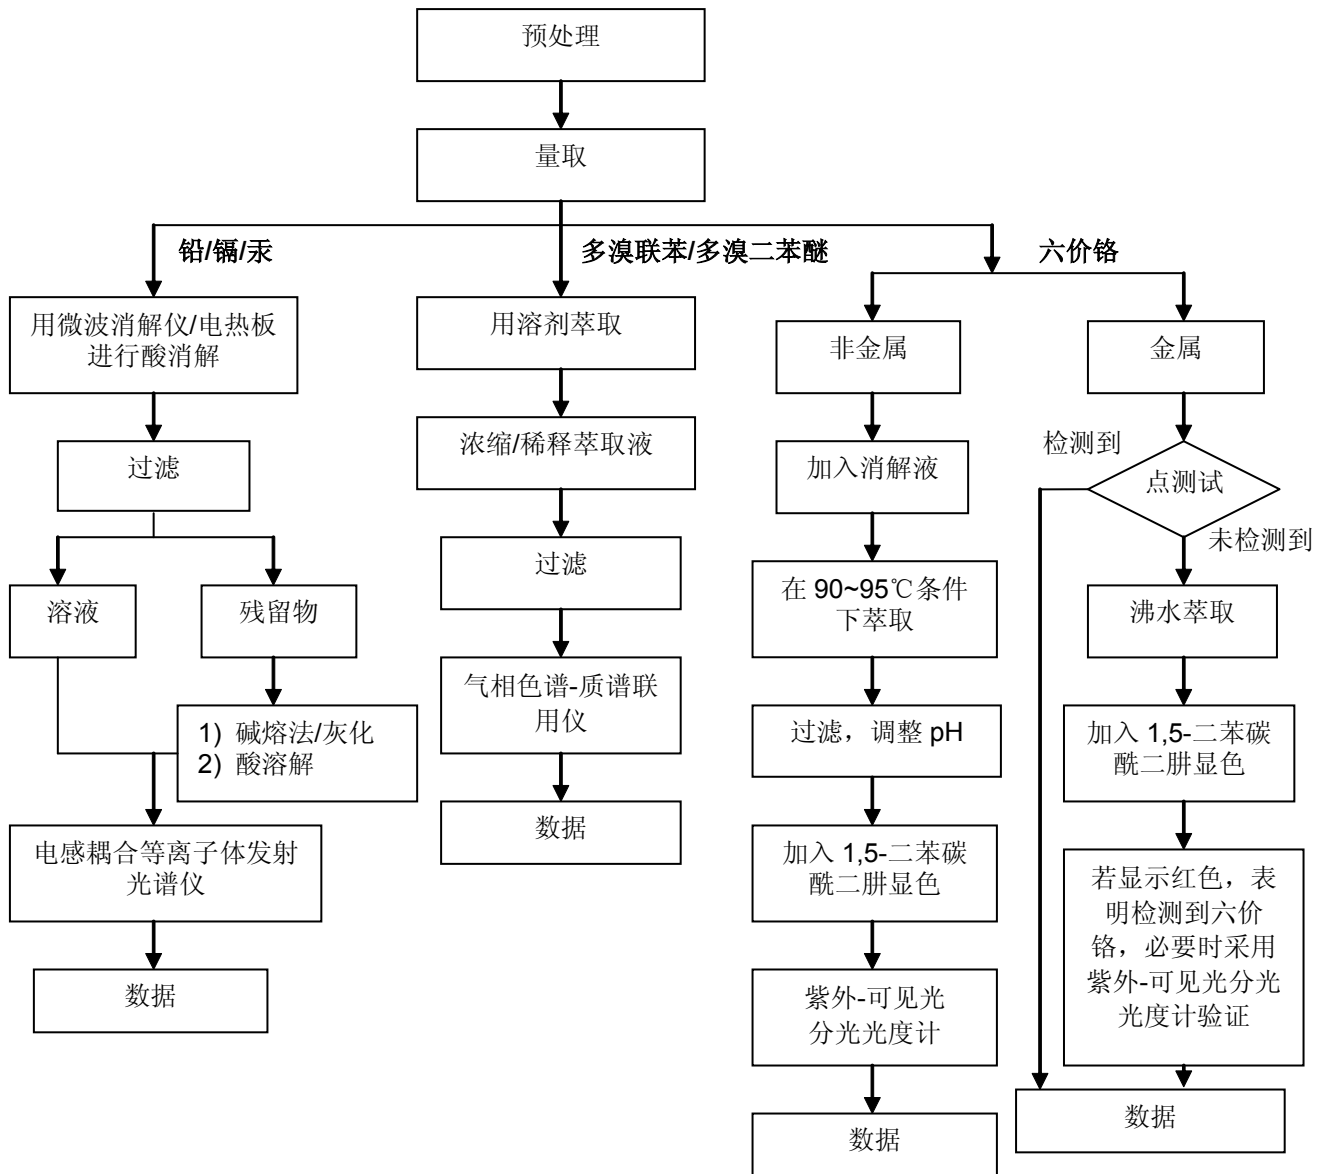 预处理
量取
铅/镉/汞
多溴联苯/多溴二苯醚
六价铬
用微波消解仪/电热板
进行酸消解
过滤
溶液
残留物
1) 碱熔法/灰化
2) 酸溶解
电感耦合等离子体发射
光谱仪
数据
用溶剂萃取
浓缩/稀释萃取液
过滤
气相色谱-质谱联
用仪
数据
非金属
加入消解液
在 90~95℃条件
下萃取
过滤，调整 pH
加入 1,5-二苯碳
酰二肼显色
紫外-可见光
分光光度计
数据
金属
检测到
点测试
未检测到
沸水萃取
加入 1,5-二苯碳
酰二肼显色
若显示红色，表
明检测到六价
铬，必要时采用
紫外-可见光分光
光度计验证
数据